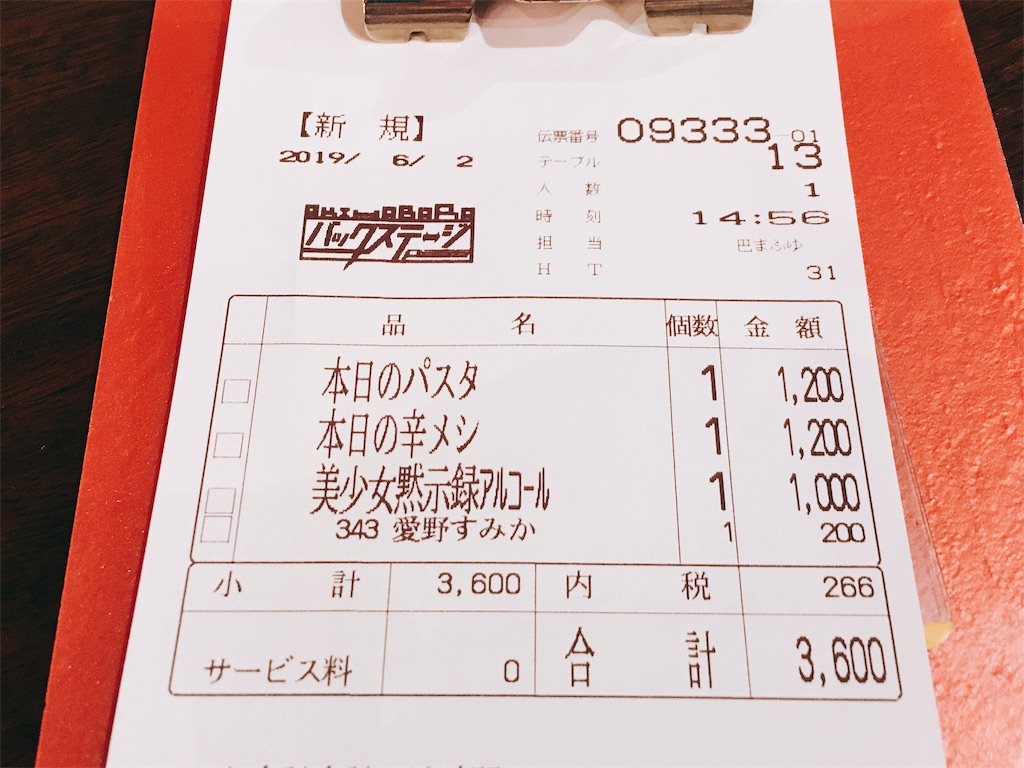 【新 規】
2019/ 6/ 2
伝票番号 09333-01
テーブル 13
人 数 1
時 刻 14:56
担 当 巴まふゆ
H T 31
AKIHABARA
バックステージ
品 名 個数 金 額
本日のパスタ 1 1,200
本日の辛メシ 1 1,200
美少女黙示録アルコール 1 1,000
343 愛野すみか 1 200
小 計 3,600 内 税 266
サービス料 0 合 計 3,600